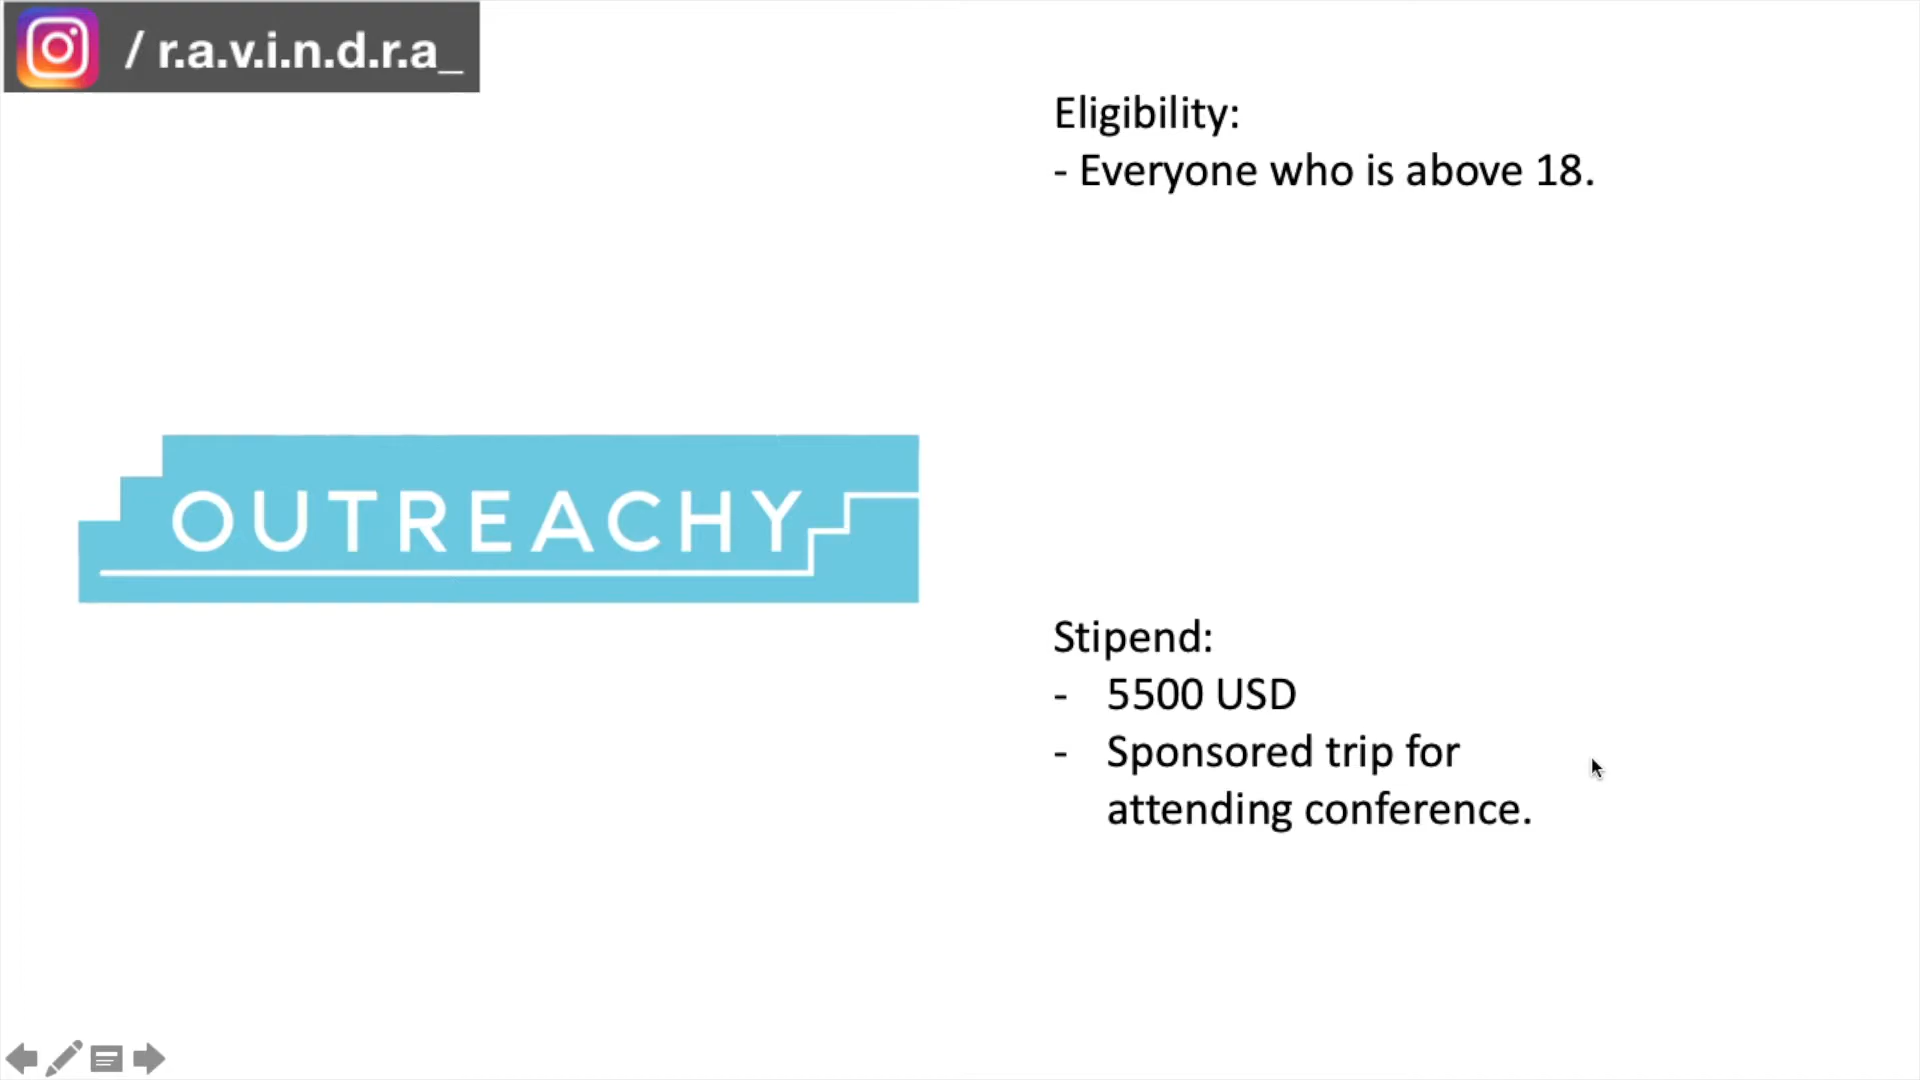 / r.a.v.i.n.d.r.a_
Eligibility:
- Everyone who is above 18.
OUTREACHY
Stipend:
- 5500 USD
- Sponsored trip for
attending conference.